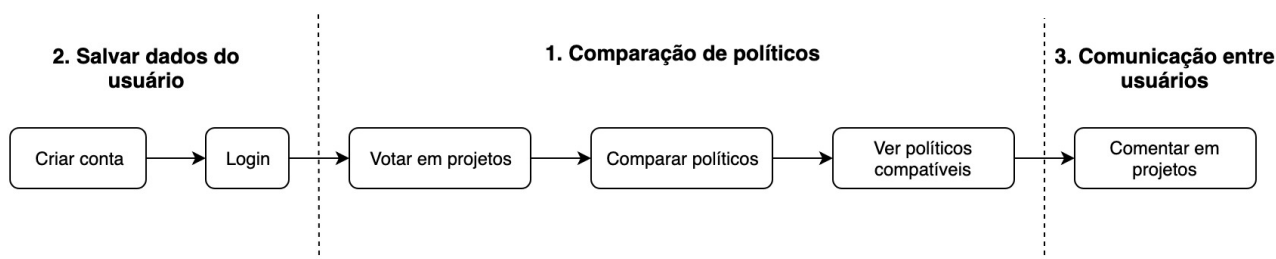 2. Salvar dados do
usuário
1. Comparação de políticos
3. Comunicação entre
usuários
Criar conta
Login
Votar em projetos
Comparar políticos
Ver políticos
compatíveis
Comentar em
projetos